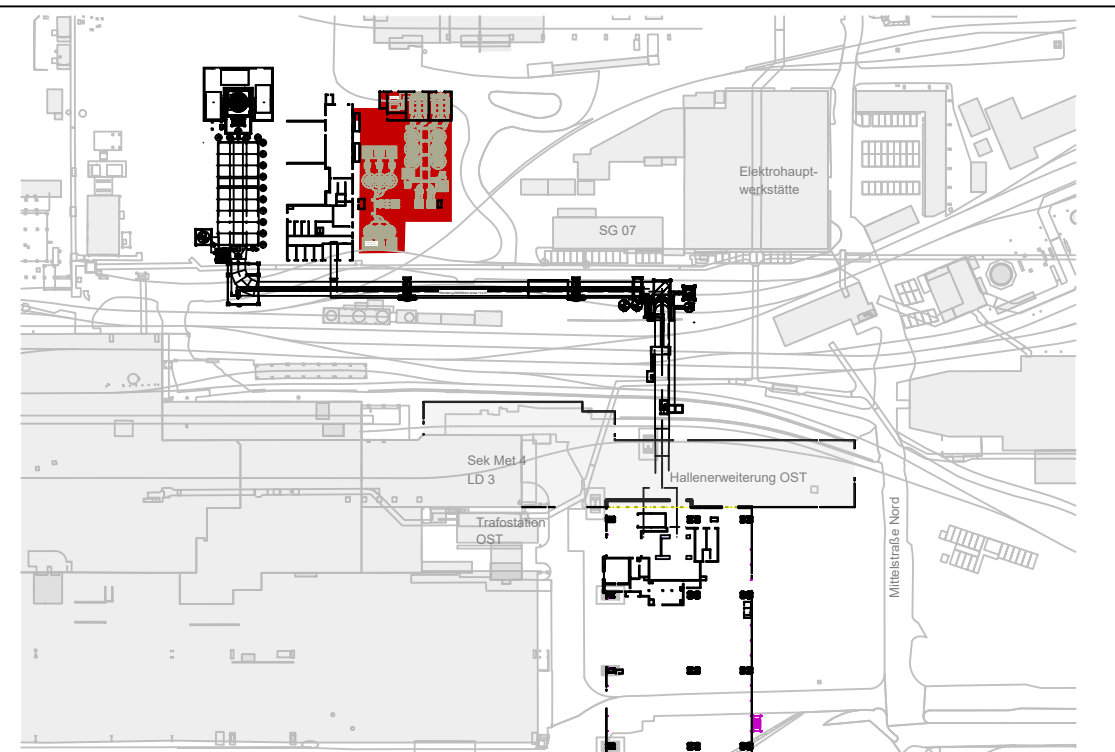 Elektrohaupt-
werkstätte
SG 07
Sek Met 4
LD 3
Hallenerweiterung OST
Trafostation
OST
Mittelstraße Nord